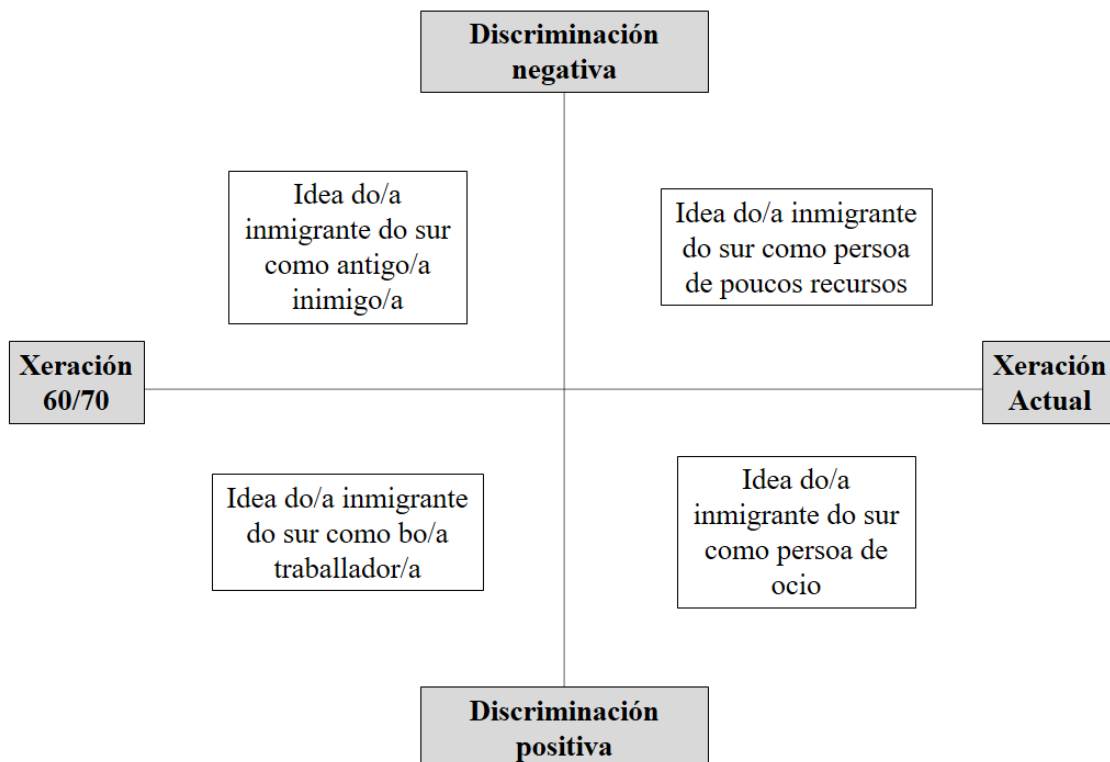 Discriminación
negativa
Idea do/a
inmigrante do sur
como antigo/a
inimigo/a
Idea do/a inmigrante
do sur como persoa
de poucos recursos
Xeración
60/70
Xeración
Actual
Idea do/a inmigrante
do sur como bo/a
traballador/a
Idea do/a
inmigrante do sur
como persoa de
ocio
Discriminación
positiva